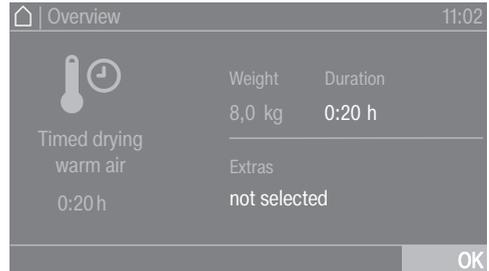 | Overview 11:02
Weight Duration
8,0 kg 0:20 h
Timed drying
warm air
0:20 h
Extras
not selected
OK